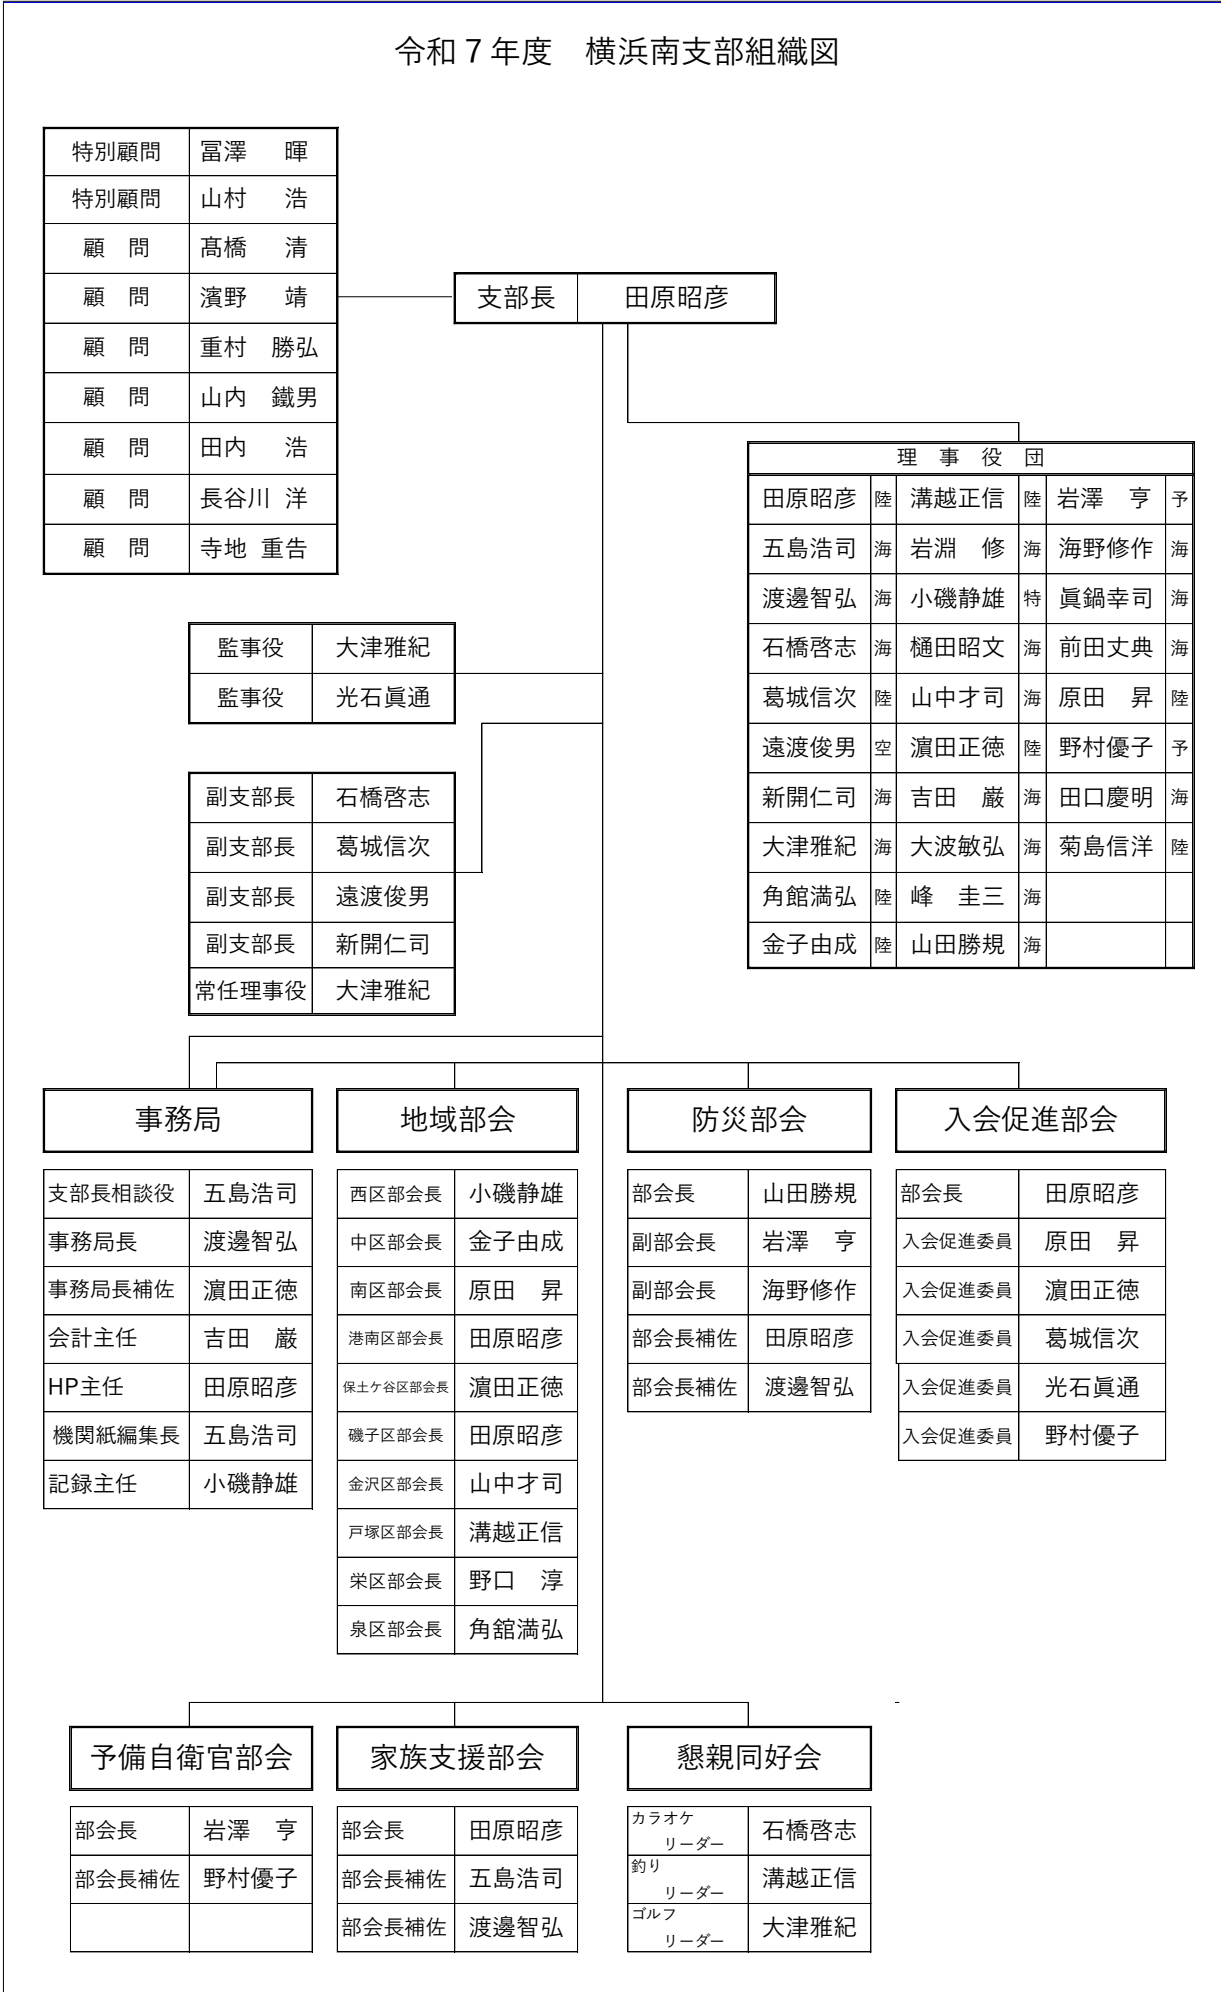 令和７年度　横浜南支部組織図
特別顧問 冨澤　暉
特別顧問 山村　浩
顧　問 髙橋　清
顧　問 濱野　靖
顧　問 重村　勝弘
顧　問 山内　鐵男
顧　問 田内　浩
顧　問 長谷川 洋
顧　問 寺地 重告
支部長 田原昭彦
理　事　役　団
田原昭彦 陸 溝越正信 陸 岩澤　亨 予
五島浩司 海 岩淵　修 海 海野修作 海
渡邊智弘 海 小磯静雄 特 眞鍋幸司 海
石橋啓志 海 樋田昭文 海 前田丈典 海
葛城信次 陸 山中才司 海 原田　昇 陸
遠渡俊男 空 濵田正徳 陸 野村優子 予
新開仁司 海 吉田　巌 海 田口慶明 海
大津雅紀 海 大波敏弘 海 菊島信洋 陸
角館満弘 陸 峰　圭三 海
金子由成 陸 山田勝規 海
監事役 大津雅紀
監事役 光石眞通
副支部長 石橋啓志
副支部長 葛城信次
副支部長 遠渡俊男
副支部長 新開仁司
常任理事役 大津雅紀
事務局
支部長相談役 五島浩司
事務局長 渡邊智弘
事務局長補佐 濵田正徳
会計主任 吉田　巌
HP主任 田原昭彦
機関紙編集長 五島浩司
記録主任 小磯静雄
地域部会
西区部会長 小磯静雄
中区部会長 金子由成
南区部会長 原田　昇
港南区部会長 田原昭彦
保土ケ谷区部会長 濵田正徳
磯子区部会長 田原昭彦
金沢区部会長 山中才司
戸塚区部会長 溝越正信
栄区部会長 野口　淳
泉区部会長 角舘満弘
防災部会
部会長 山田勝規
副部会長 岩澤　亨
副部会長 海野修作
部会長補佐 田原昭彦
部会長補佐 渡邊智弘
入会促進部会
部会長 田原昭彦
入会促進委員 原田　昇
入会促進委員 濵田正徳
入会促進委員 葛城信次
入会促進委員 光石眞通
入会促進委員 野村優子
予備自衛官部会
部会長 岩澤　亨
部会長補佐 野村優子
家族支援部会
部会長 田原昭彦
部会長補佐 五島浩司
部会長補佐 渡邊智弘
懇親同好会
カラオケ
リーダー 石橋啓志
釣り
リーダー 溝越正信
ゴルフ
リーダー 大津雅紀